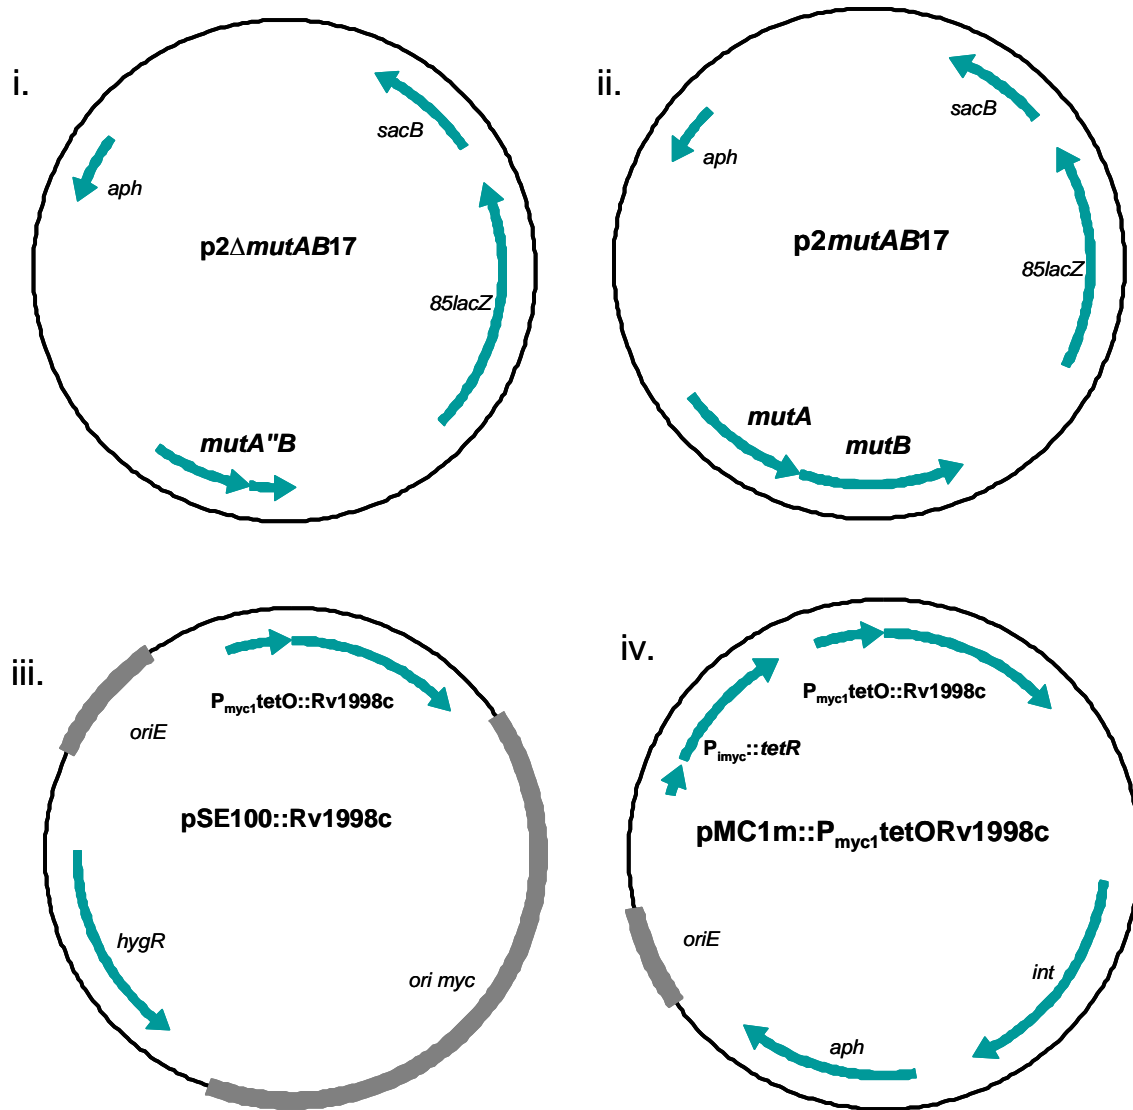 i.
sacB
aph
p2ΔmutAB17
85lacZ
mutA"B
ii.
sacB
aph
p2mutAB17
85lacZ
mutA
mutB
iii.
Pmyc1tetO::Rv1998c
oriE
pSE100::Rv1998c
hygR
ori myc
iv.
Pmyc1tetO::Rv1998c
Pimyc::tetR
pMC1m::Pmyc1tetORv1998c
oriE
int
aph